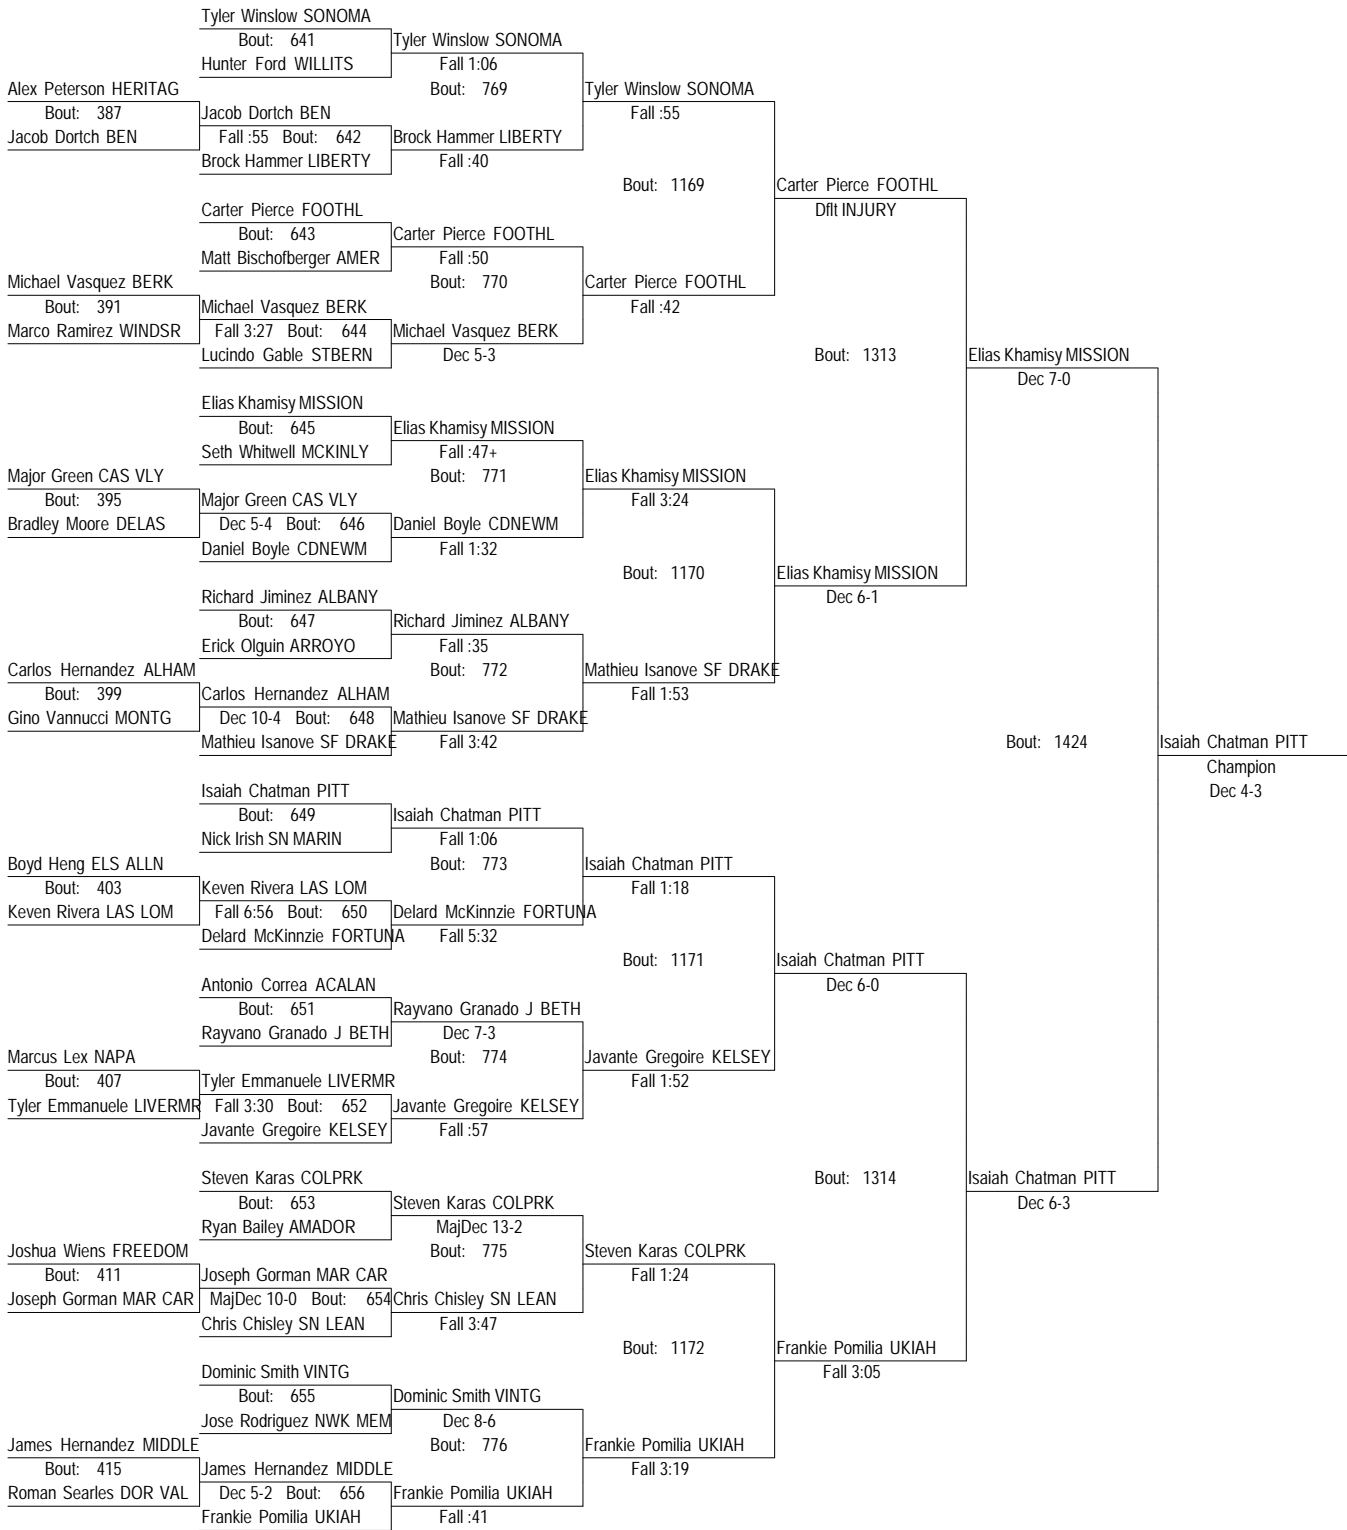 Tyler Winslow SONOMA
Bout: 641
Tyler Winslow SONOMA
Hunter Ford WILLITS
Fall 1:06
Alex Peterson HERITAG
Bout: 769
Tyler Winslow SONOMA
Bout: 387
Jacob Dortch BEN
Fall :55
Jacob Dortch BEN
Fall :55 Bout: 642
Brock Hammer LIBERTY
Brock Hammer LIBERTY
Fall :40
Bout: 1169
Carter Pierce FOOTHL
Carter Pierce FOOTHL
Dflt INJURY
Bout: 643
Carter Pierce FOOTHL
Matt Bischofberger AMER
Fall :50
Michael Vasquez BERK
Bout: 770
Carter Pierce FOOTHL
Bout: 391
Michael Vasquez BERK
Fall :42
Marco Ramirez WINDSR
Fall 3:27 Bout: 644
Michael Vasquez BERK
Lucindo Gable STBERN
Dec 5-3
Bout: 1313
Elias Khamisy MISSION
Dec 7-0
Elias Khamisy MISSION
Bout: 645
Elias Khamisy MISSION
Seth Whitwell MCKINLY
Fall :47+
Major Green CAS VLY
Bout: 771
Elias Khamisy MISSION
Bout: 395
Major Green CAS VLY
Fall 3:24
Bradley Moore DELAS
Dec 5-4 Bout: 646
Daniel Boyle CDNEWM
Daniel Boyle CDNEWM
Fall 1:32
Bout: 1170
Elias Khamisy MISSION
Richard Jiminez ALBANY
Dec 6-1
Bout: 647
Richard Jiminez ALBANY
Erick Olguin ARROYO
Fall :35
Carlos Hernandez ALHAM
Bout: 772
Mathieu Isanove SF DRAKE
Bout: 399
Carlos Hernandez ALHAM
Fall 1:53
Gino Vannucci MONTG
Dec 10-4 Bout: 648
Mathieu Isanove SF DRAKE
Mathieu Isanove SF DRAKE
Fall 3:42
Bout: 1424
Isaiah Chatman PITT
Champion
Dec 4-3
Isaiah Chatman PITT
Bout: 649
Isaiah Chatman PITT
Nick Irish SN MARIN
Fall 1:06
Boyd Heng ELS ALLN
Bout: 773
Isaiah Chatman PITT
Bout: 403
Keven Rivera LAS LOM
Fall 1:18
Keven Rivera LAS LOM
Fall 6:56 Bout: 650
Delard McKinnzie FORTUNA
Delard McKinnzie FORTUNA
Fall 5:32
Bout: 1171
Isaiah Chatman PITT
Antonio Correa ACALAN
Dec 6-0
Bout: 651
Rayvano Granado J BETH
Rayvano Granado J BETH
Dec 7-3
Marcus Lex NAPA
Bout: 774
Javante Gregoire KELSEY
Bout: 407
Tyler Emmanuele LIVERMR
Fall 1:52
Tyler Emmanuele LIVERMR
Fall 3:30 Bout: 652
Javante Gregoire KELSEY
Javante Gregoire KELSEY
Fall :57
Steven Karas COLPRK
Bout: 1314
Isaiah Chatman PITT
Bout: 653
Steven Karas COLPRK
Dec 6-3
Ryan Bailey AMADOR
MajDec 13-2
Joshua Wiens FREEDOM
Bout: 775
Steven Karas COLPRK
Bout: 411
Joseph Gorman MAR CAR
Fall 1:24
Joseph Gorman MAR CAR
MajDec 10-0 Bout: 654
Chris Chisley SN LEAN
Chris Chisley SN LEAN
Fall 3:47
Bout: 1172
Frankie Pomilia UKIAH
Dominic Smith VINTG
Fall 3:05
Bout: 655
Dominic Smith VINTG
Jose Rodriguez NWK MEM
Dec 8-6
James Hernandez MIDDLE
Bout: 776
Frankie Pomilia UKIAH
Bout: 415
James Hernandez MIDDLE
Fall 3:19
Roman Searles DOR VAL
Dec 5-2 Bout: 656
Frankie Pomilia UKIAH
Frankie Pomilia UKIAH
Fall :41